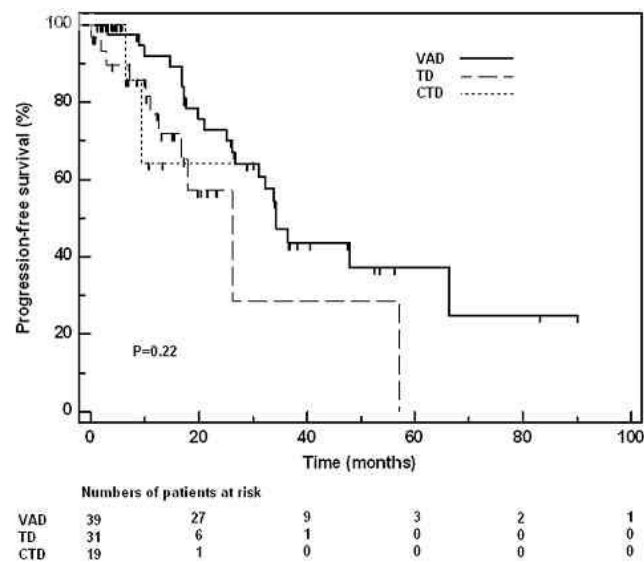 Progression-free survival (%)
100
80
60
40
20
0
VAD
TD
CTD
P=0.22
0 20 40 60 80 100
Time (months)
Numbers of patients at risk
VAD 39 27 9 3 2 1
TD 31 6 1 0 0 0
CTD 19 1 0 0 0 0